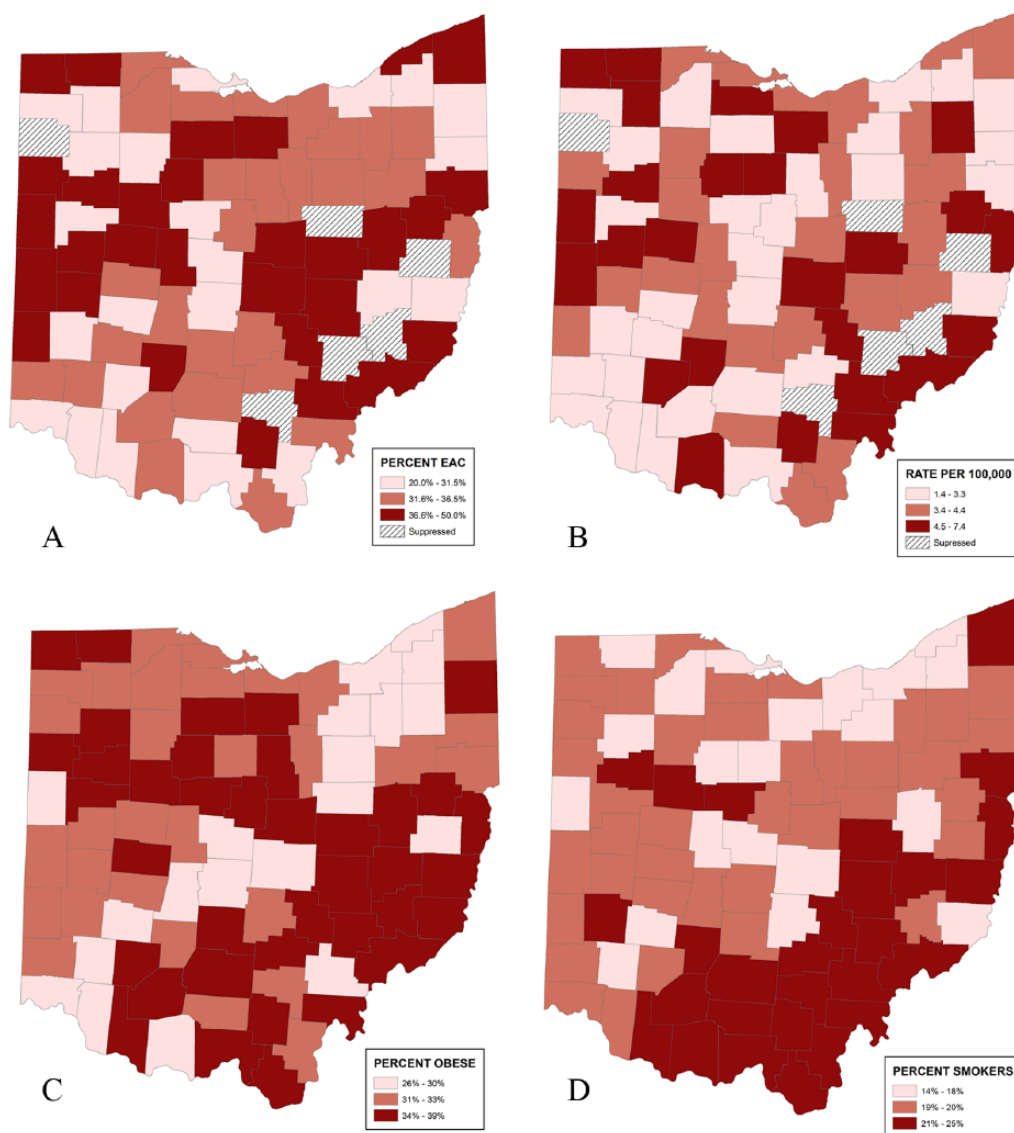 PERCENT EAC
20.0% - 31.5%
31.6% - 36.5%
36.6% - 50.0%
Suppressed
A
RATE PER 100,000
1.4 - 3.3
3.4 - 4.4
4.5 - 7.4
Supressed
B
PERCENT OBESE
26% - 30%
31% - 33%
34% - 39%
C
PERCENT SMOKERS
14% - 18%
19% - 20%
21% - 25%
D